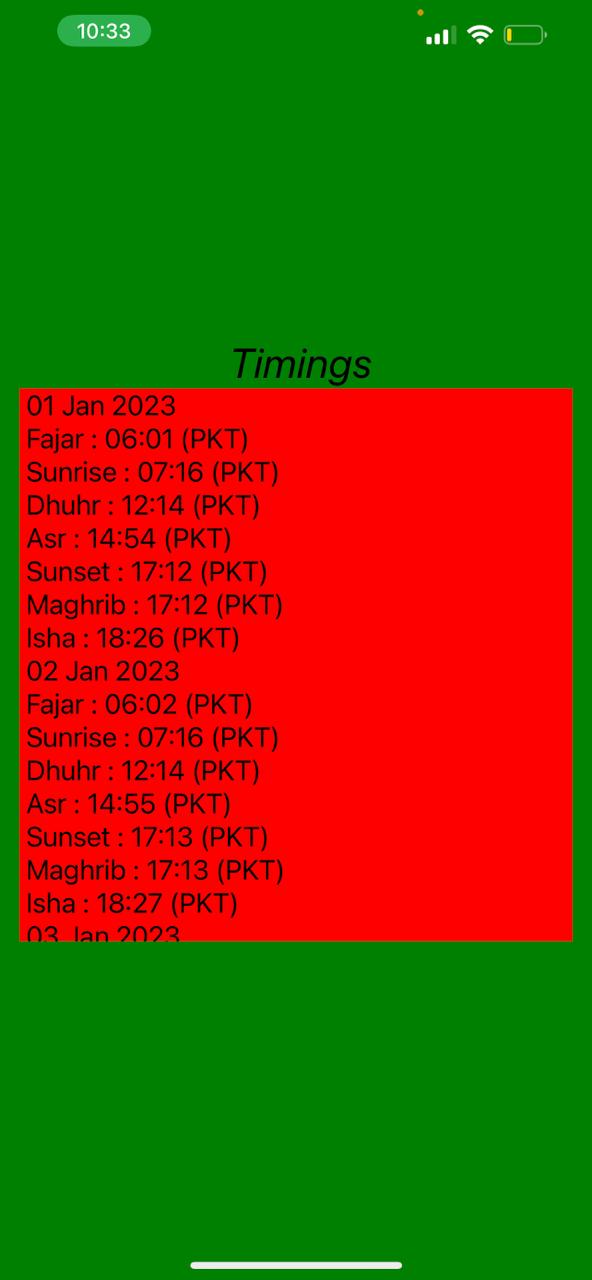 10:33
Timings
01 Jan 2023
Fajar : 06:01 (PKT)
Sunrise : 07:16 (PKT)
Dhuhr : 12:14 (PKT)
Asr : 14:54 (PKT)
Sunset : 17:12 (PKT)
Maghrib : 17:12 (PKT)
Isha : 18:26 (PKT)
02 Jan 2023
Fajar : 06:02 (PKT)
Sunrise : 07:16 (PKT)
Dhuhr : 12:14 (PKT)
Asr : 14:55 (PKT)
Sunset : 17:13 (PKT)
Maghrib : 17:13 (PKT)
Isha : 18:27 (PKT)
03 Jan 2023